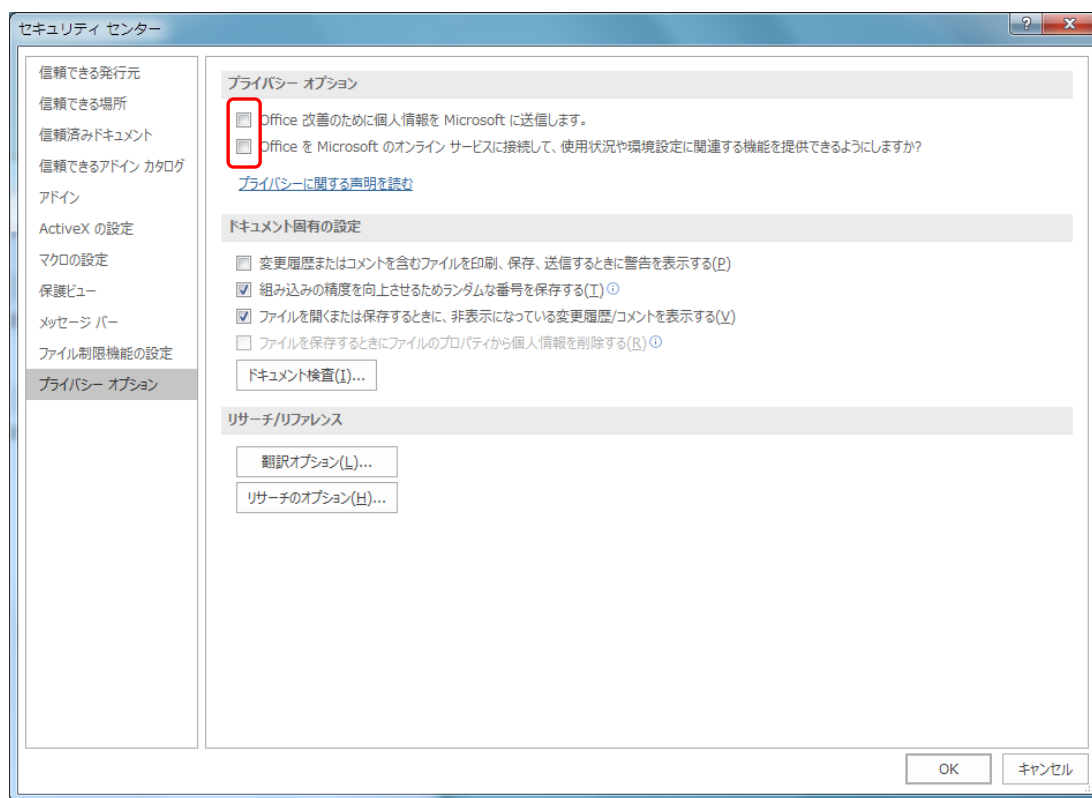 セキュリティ センター
?
信頼できる発行元
信頼できる場所
信頼済みドキュメント
信頼できるアドイン カタログ
アドイン
ActiveX の設定
マクロの設定
保護ビュー
メッセージ バー
ファイル制限機能の設定
プライバシー オプション
プライバシー オプション
Office 改善のために個人情報を Microsoft に送信します。
Office を Microsoft のオンライン サービスに接続して、使用状況や環境設定に関連する機能を提供できるようにしますか?
プライバシーに関する声明を読む
ドキュメント固有の設定
変更履歴またはコメントを含むファイルを印刷、保存、送信するときに警告を表示する(P)
組み込みの精度を向上させるためランダムな番号を保存する(T)
ファイルを開くまたは保存するときに、非表示になっている変更履歴/コメントを表示する(V)
ファイルを保存するときにファイルのプロパティから個人情報を削除する(R)
ドキュメント検査(I)...
リサーチ/リファレンス
翻訳オプション(L)...
リサーチのオプション(H)...
OK
キャンセル